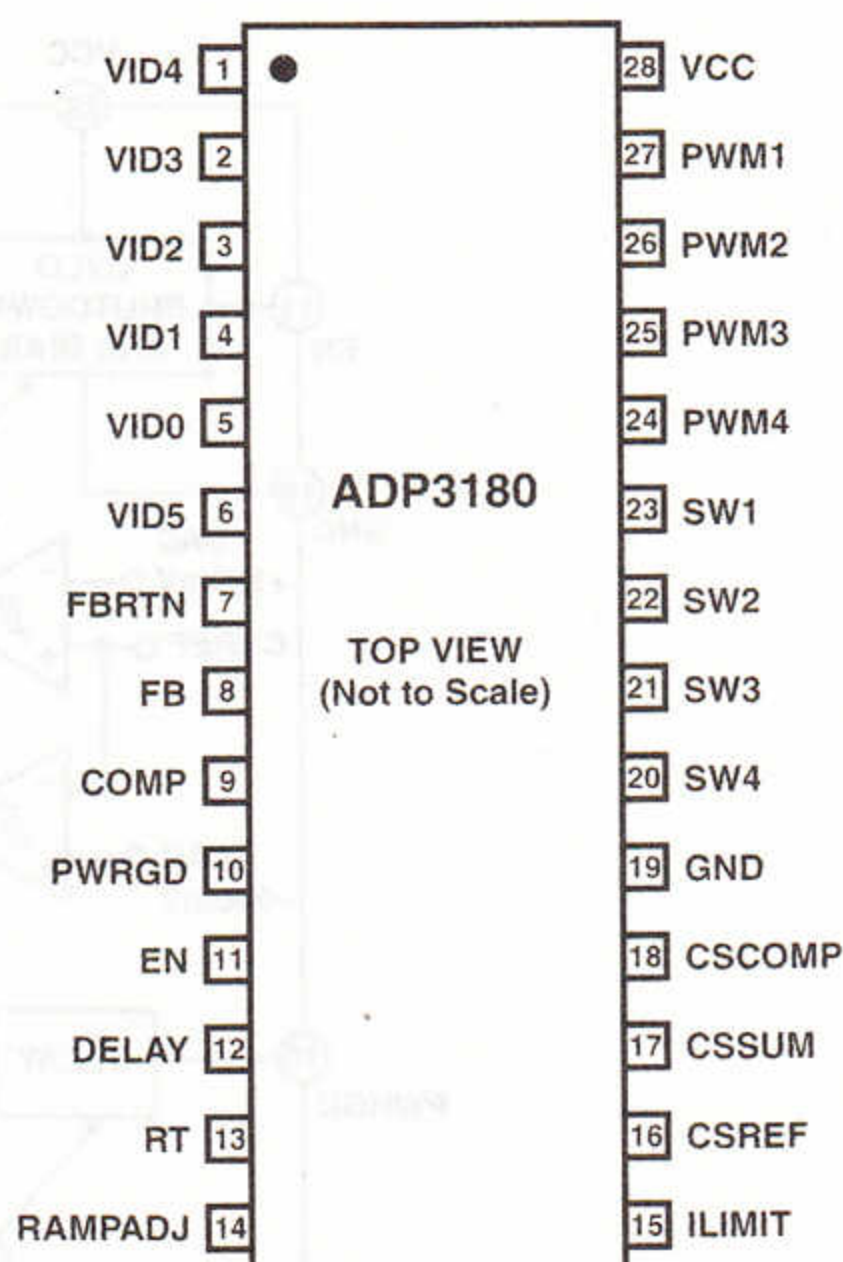 VID4 1
VID3 2
VID2 3
VID1 4
VID0 5
VID5 6
FBRTN 7
FB 8
COMP 9
PWRGD 10
EN 11
DELAY 12
RT 13
RAMPADJ 14
ADP3180
TOP VIEW
(Not to Scale)
28 VCC
27 PWM1
26 PWM2
25 PWM3
24 PWM4
23 SW1
22 SW2
21 SW3
20 SW4
19 GND
18 CSCOMP
17 CSSUM
16 CSREF
15 ILIMIT